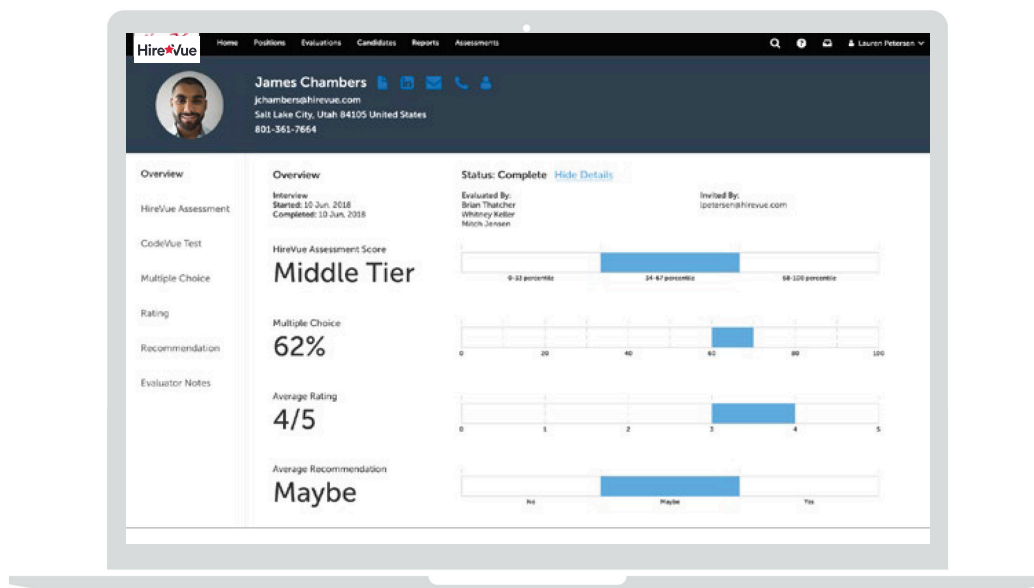 HireVue
Home Positions Evaluations Candidates Reports Assessments
Lauren Petersen
James Chambers
jchambers@hirevue.com
Salt Lake City, Utah 84105 United States
801-361-7664
Overview
HireVue Assessment
CodeVue Test
Multiple Choice
Rating
Recommendation
Evaluator Notes
Overview
Interview
Started: 10 Jun, 2018
Completed: 10 Jun, 2018
Status: Complete Hide Details
Evaluated By:
Brian Thatcher
Whitney Keller
Mitch Jensen
Invited By:
lpetersen@hirevue.com
HireVue Assessment Score
Middle Tier
0-33 percentile 34-67 percentile 68-100 percentile
Multiple Choice
62%
0 20 40 60 80 100
Average Rating
4/5
0 1 2 3 4 5
Average Recommendation
Maybe
No Maybe Yes